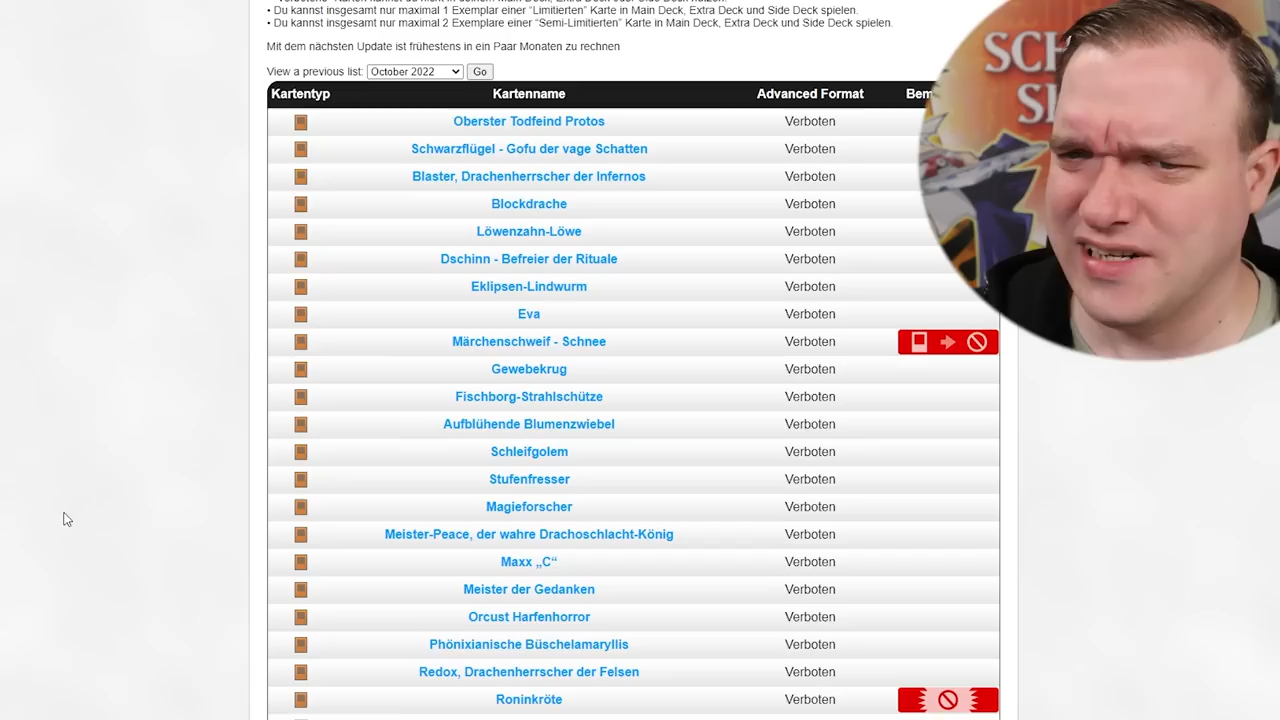 • Du kannst insgesamt nur maximal 1 Exemplar einer "Limitierten" Karte in Main Deck, Extra Deck und Side Deck spielen.
• Du kannst insgesamt nur maximal 2 Exemplare einer "Semi-Limitierten" Karte in Main Deck, Extra Deck und Side Deck spielen.
Mit dem nächsten Update ist frühestens in ein Paar Monaten zu rechnen
View a previous list: October 2022 Go
Kartentyp Kartenname Advanced Format
Oberster Todfeind Protos Verboten
Schwarzflügel - Gofu der vage Schatten Verboten
Blaster, Drachenherrscher der Infernos Verboten
Blockdrache Verboten
Löwenzahn-Löwe Verboten
Dschinn - Befreier der Rituale Verboten
Eklipsen-Lindwurm Verboten
Eva Verboten
Märchenschweif - Schnee Verboten
Gewebekrug Verboten
Fischborg-Strahlschütze Verboten
Aufblühende Blumenzwiebel Verboten
Schleifgolem Verboten
Stufenfresser Verboten
Magieforscher Verboten
Meister-Peace, der wahre Drachoschlacht-König Verboten
Maxx „C“ Verboten
Meister der Gedanken Verboten
Orcust Harfenhorror Verboten
Phönixianische Büschelamaryllis Verboten
Redox, Drachenherrscher der Felsen Verboten
Roninkröte Verboten